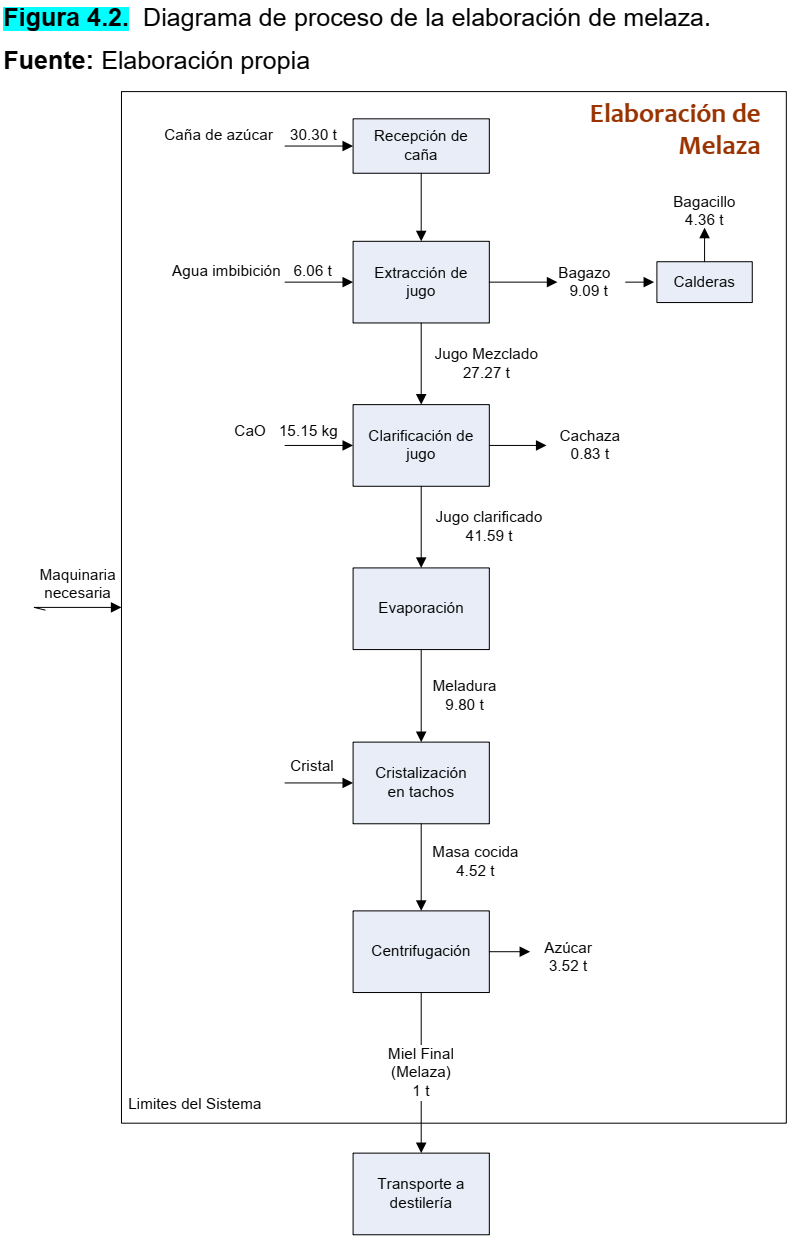 Figura 4.2. Diagrama de proceso de la elaboración de melaza.
Fuente: Elaboración propia
Elaboración de
Melaza
Caña de azúcar 30.30 t
Recepción de
caña
Bagacillo
4.36 t
Agua imbibición 6.06 t
Extracción de
jugo
Bagazo
9.09 t
Calderas
Jugo Mezclado
27.27 t
CaO 15.15 kg
Clarificación de
jugo
Cachaza
0.83 t
Jugo clarificado
41.59 t
Maquinaria
necesaria
Evaporación
Meladura
9.80 t
Cristal
Cristalización
en tachos
Masa cocida
4.52 t
Centrifugación
Azúcar
3.52 t
Miel Final
(Melaza)
1 t
Limites del Sistema
Transporte a
destilería